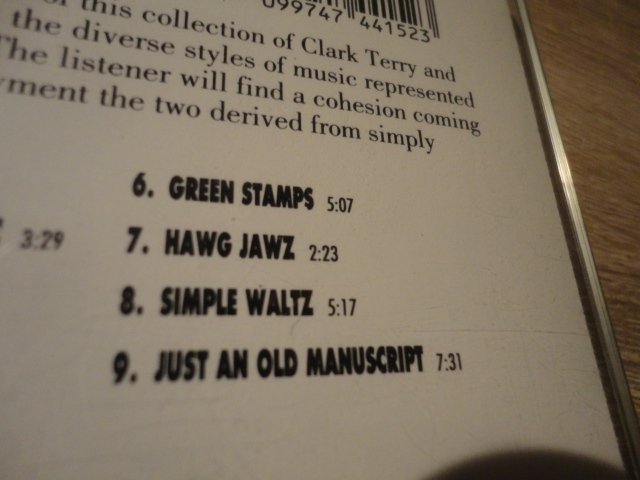 099747 441523
of this collection of Clark Terry and
the diverse styles of music represented
The listener will find a cohesion coming
yment the two derived from simply
6. GREEN STAMPS 5:07
3:29 7. HAWG JAWZ 2:23
8. SIMPLE WALTZ 5:17
9. JUST AN OLD MANUSCRIPT 7:31